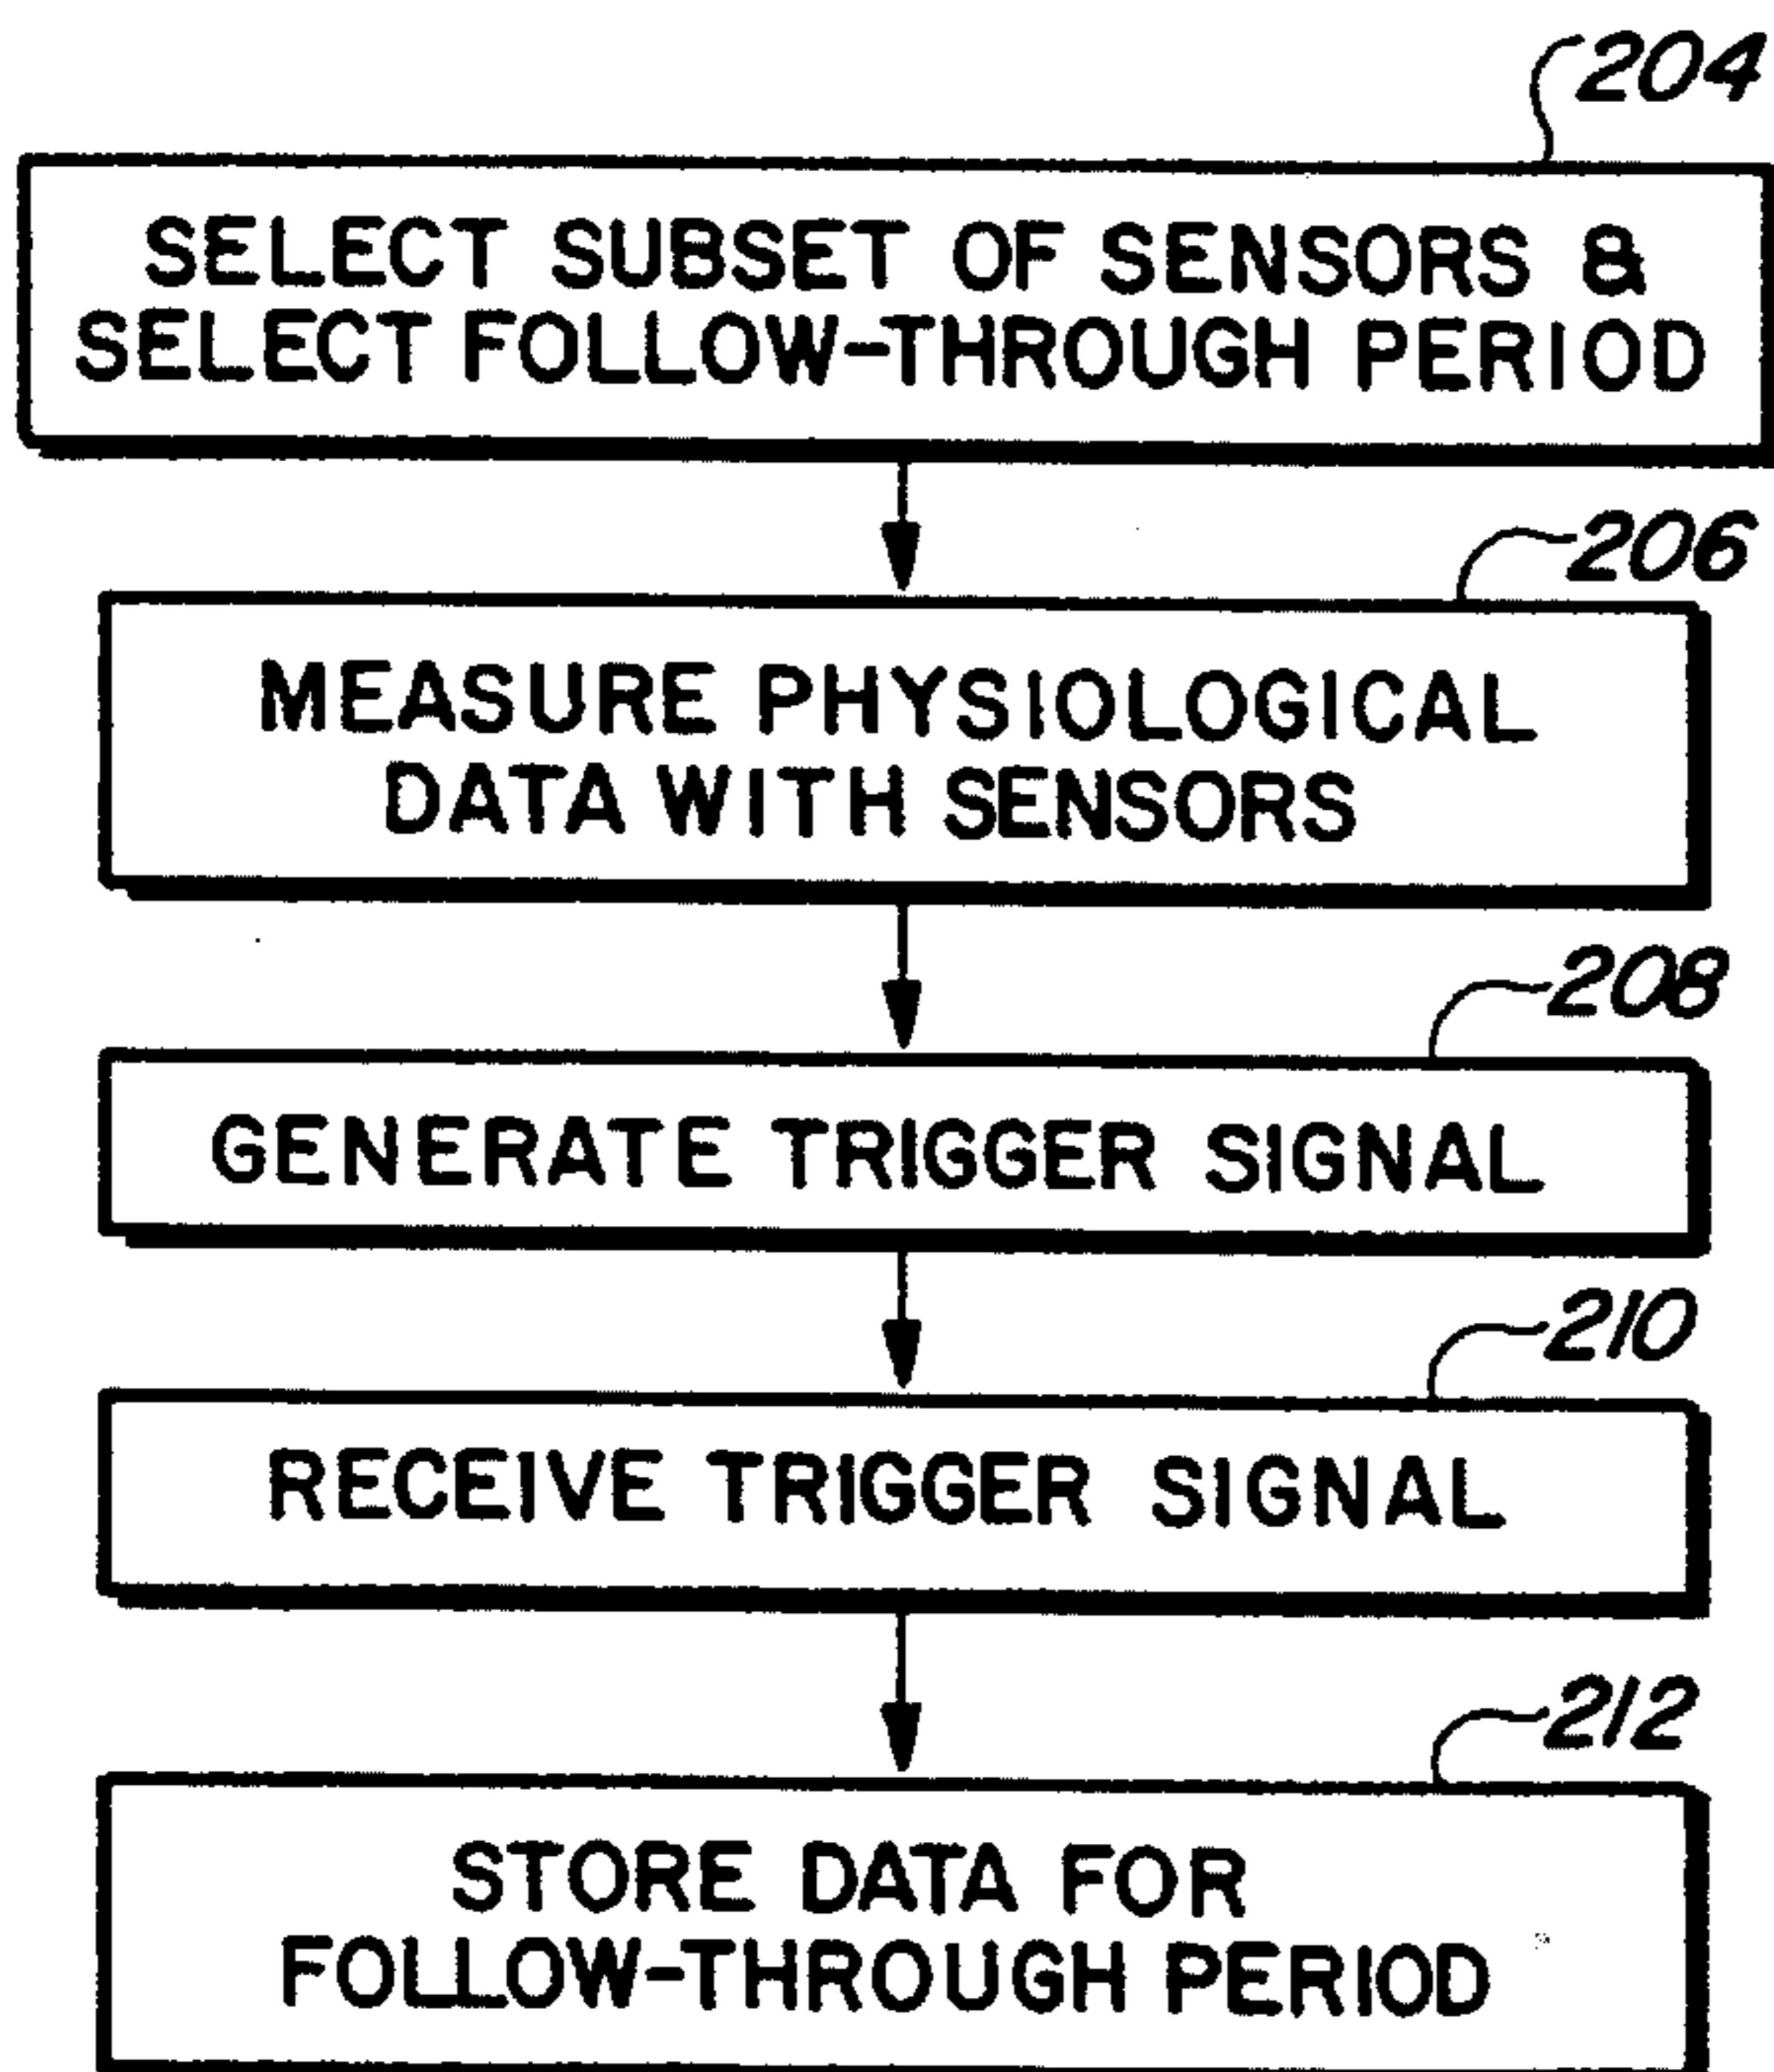 204
SELECT SUBSET OF SENSORS &
SELECT FOLLOW-THROUGH PERIOD
206
MEASURE PHYSIOLOGICAL
DATA WITH SENSORS
208
GENERATE TRIGGER SIGNAL
210
RECEIVE TRIGGER SIGNAL
212
STORE DATA FOR
FOLLOW-THROUGH PERIOD